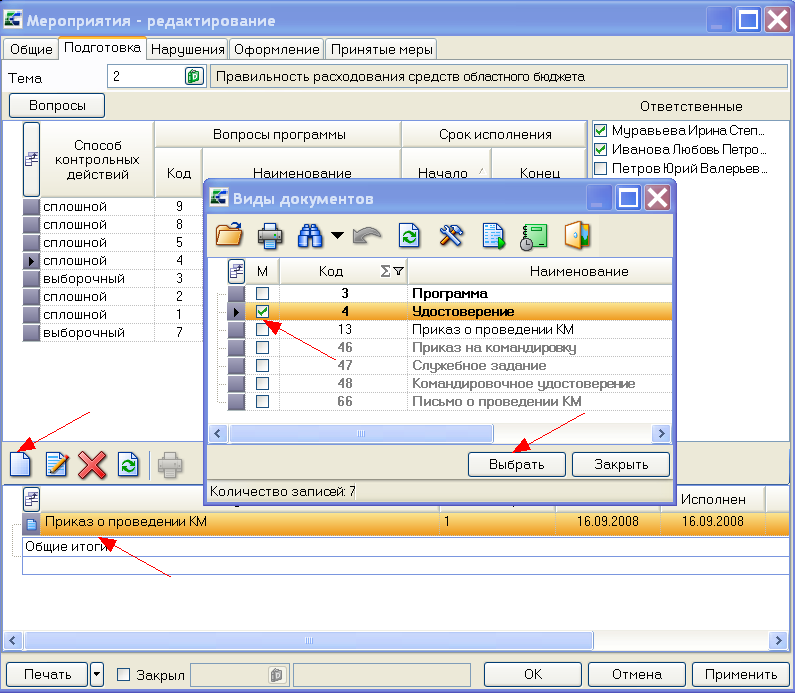 Мероприятия - редактирование
Общие Подготовка Нарушения Оформление Принятые меры
Тема 2 Правильность расходования средств областного бюджета
Вопросы Ответственные
Способ контрольных действий Вопросы программы Срок исполнения
Код Наименование Начало Конец
Муравьева Ирина Степ...
Иванова Любовь Петро...
Петров Юрий Валерьев...
сплошной 9
сплошной 8
сплошной 5
сплошной 4
выборочный 3
сплошной 2
сплошной 1
выборочный 7
Виды документов
М Код Наименование
3 Программа
4 Удостоверение
13 Приказ о проведении КМ
46 Приказ на командировку
47 Служебное задание
48 Командировочное удостоверение
66 Письмо о проведении КМ
Выбрать Закрыть
Количество записей: 7
Исполнен
Приказ о проведении КМ 1 16.09.2008 16.09.2008
Общие итоги
Печать Закрыл ОК Отмена Применить